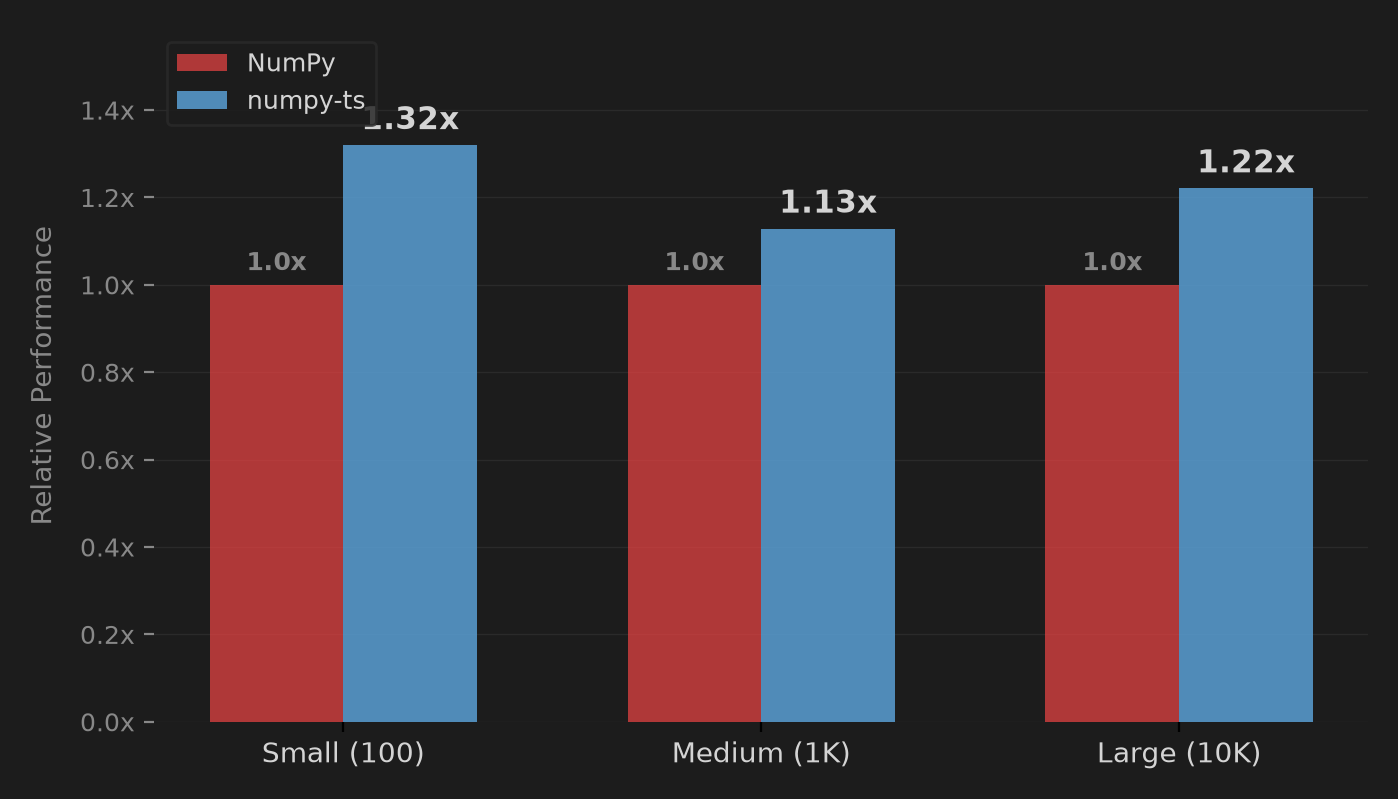 NumPy
numpy-ts
1.4x
1.2x
1.0x
0.8x
0.6x
0.4x
0.2x
0.0x
Relative Performance
1.0x
1.32x
1.0x
1.13x
1.0x
1.22x
Small (100)
Medium (1K)
Large (10K)